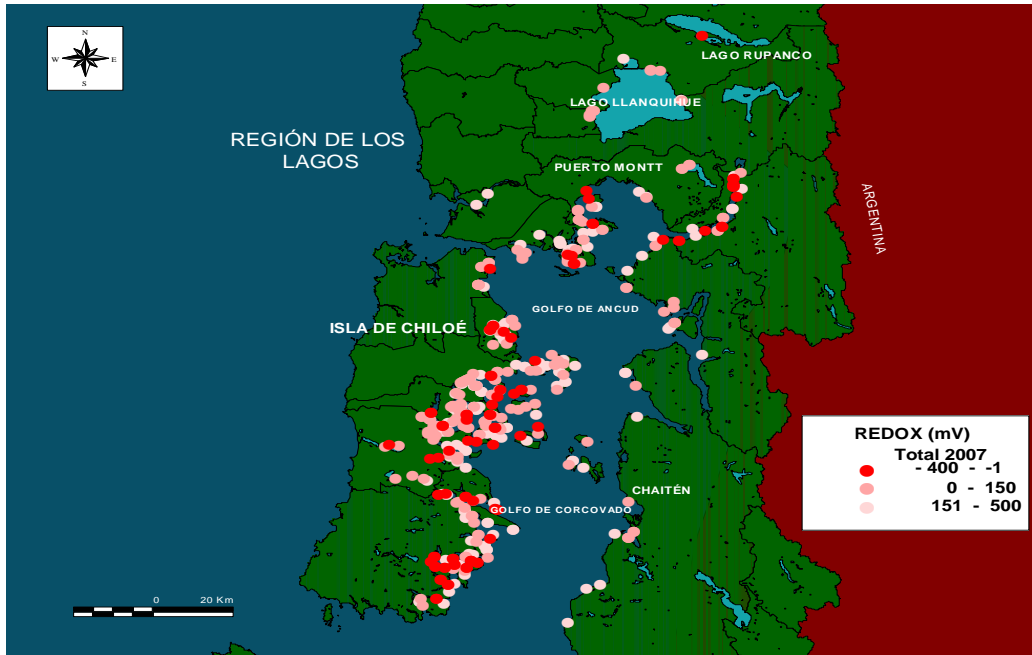 N
W E
S
LAGO RUPANCO
LAGO LLANQUIHUE
REGIÓN DE LOS
LAGOS
PUERTO MONTT
ARGENTINA
GOLFO DE ANCUD
ISLA DE CHILOÉ
REDOX (mV)
Total 2007
- 400 - -1
0 - 150
151 - 500
CHAITÉN
GOLFO DE CORCOVADO
0 20 Km